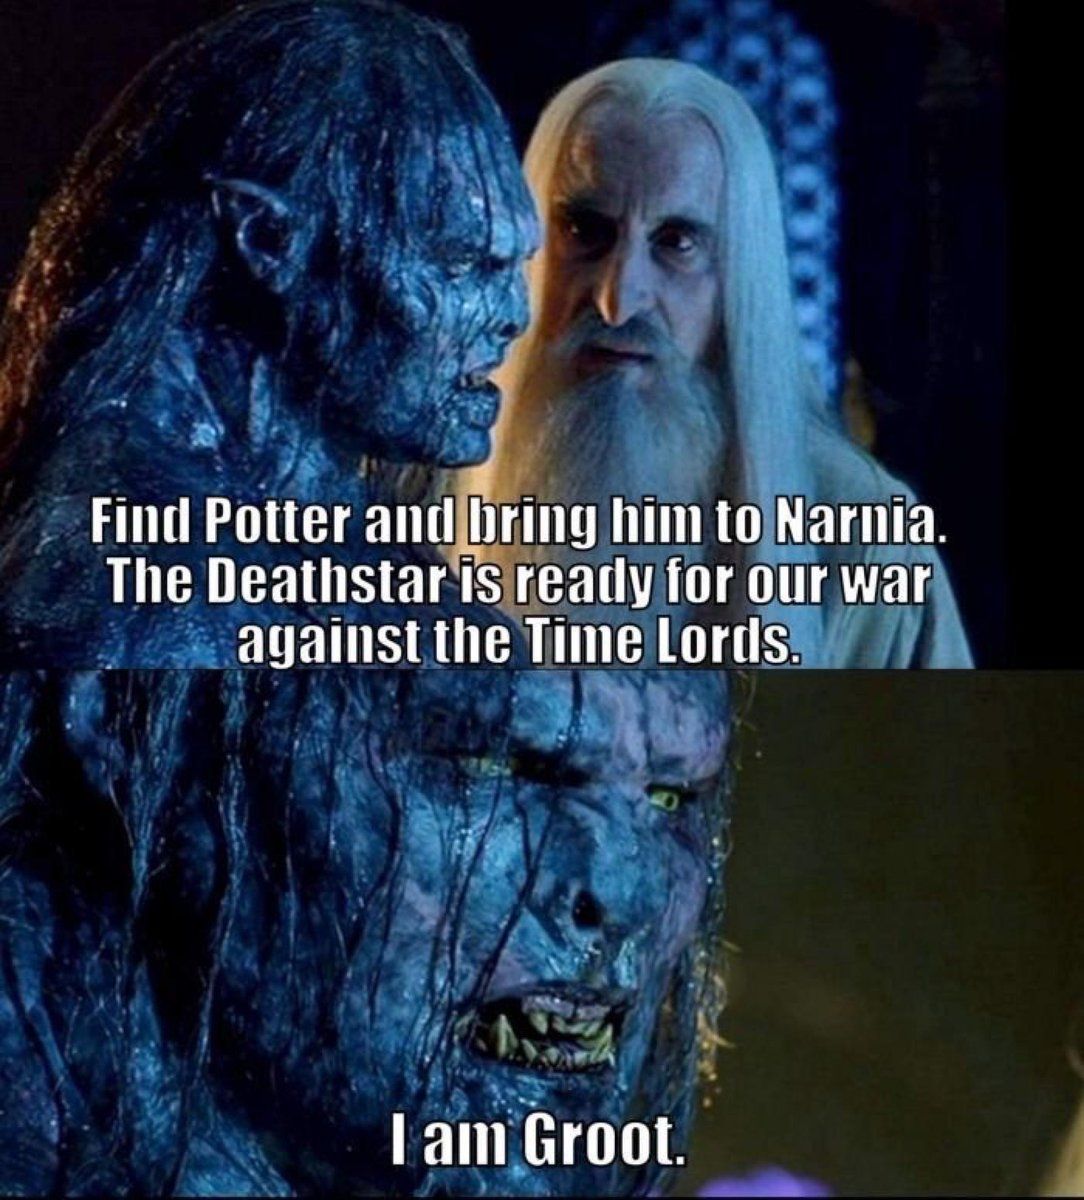 Find Potter and bring him to Narnia.
The Deathstar is ready for our war
against the Time Lords.
I am Groot.